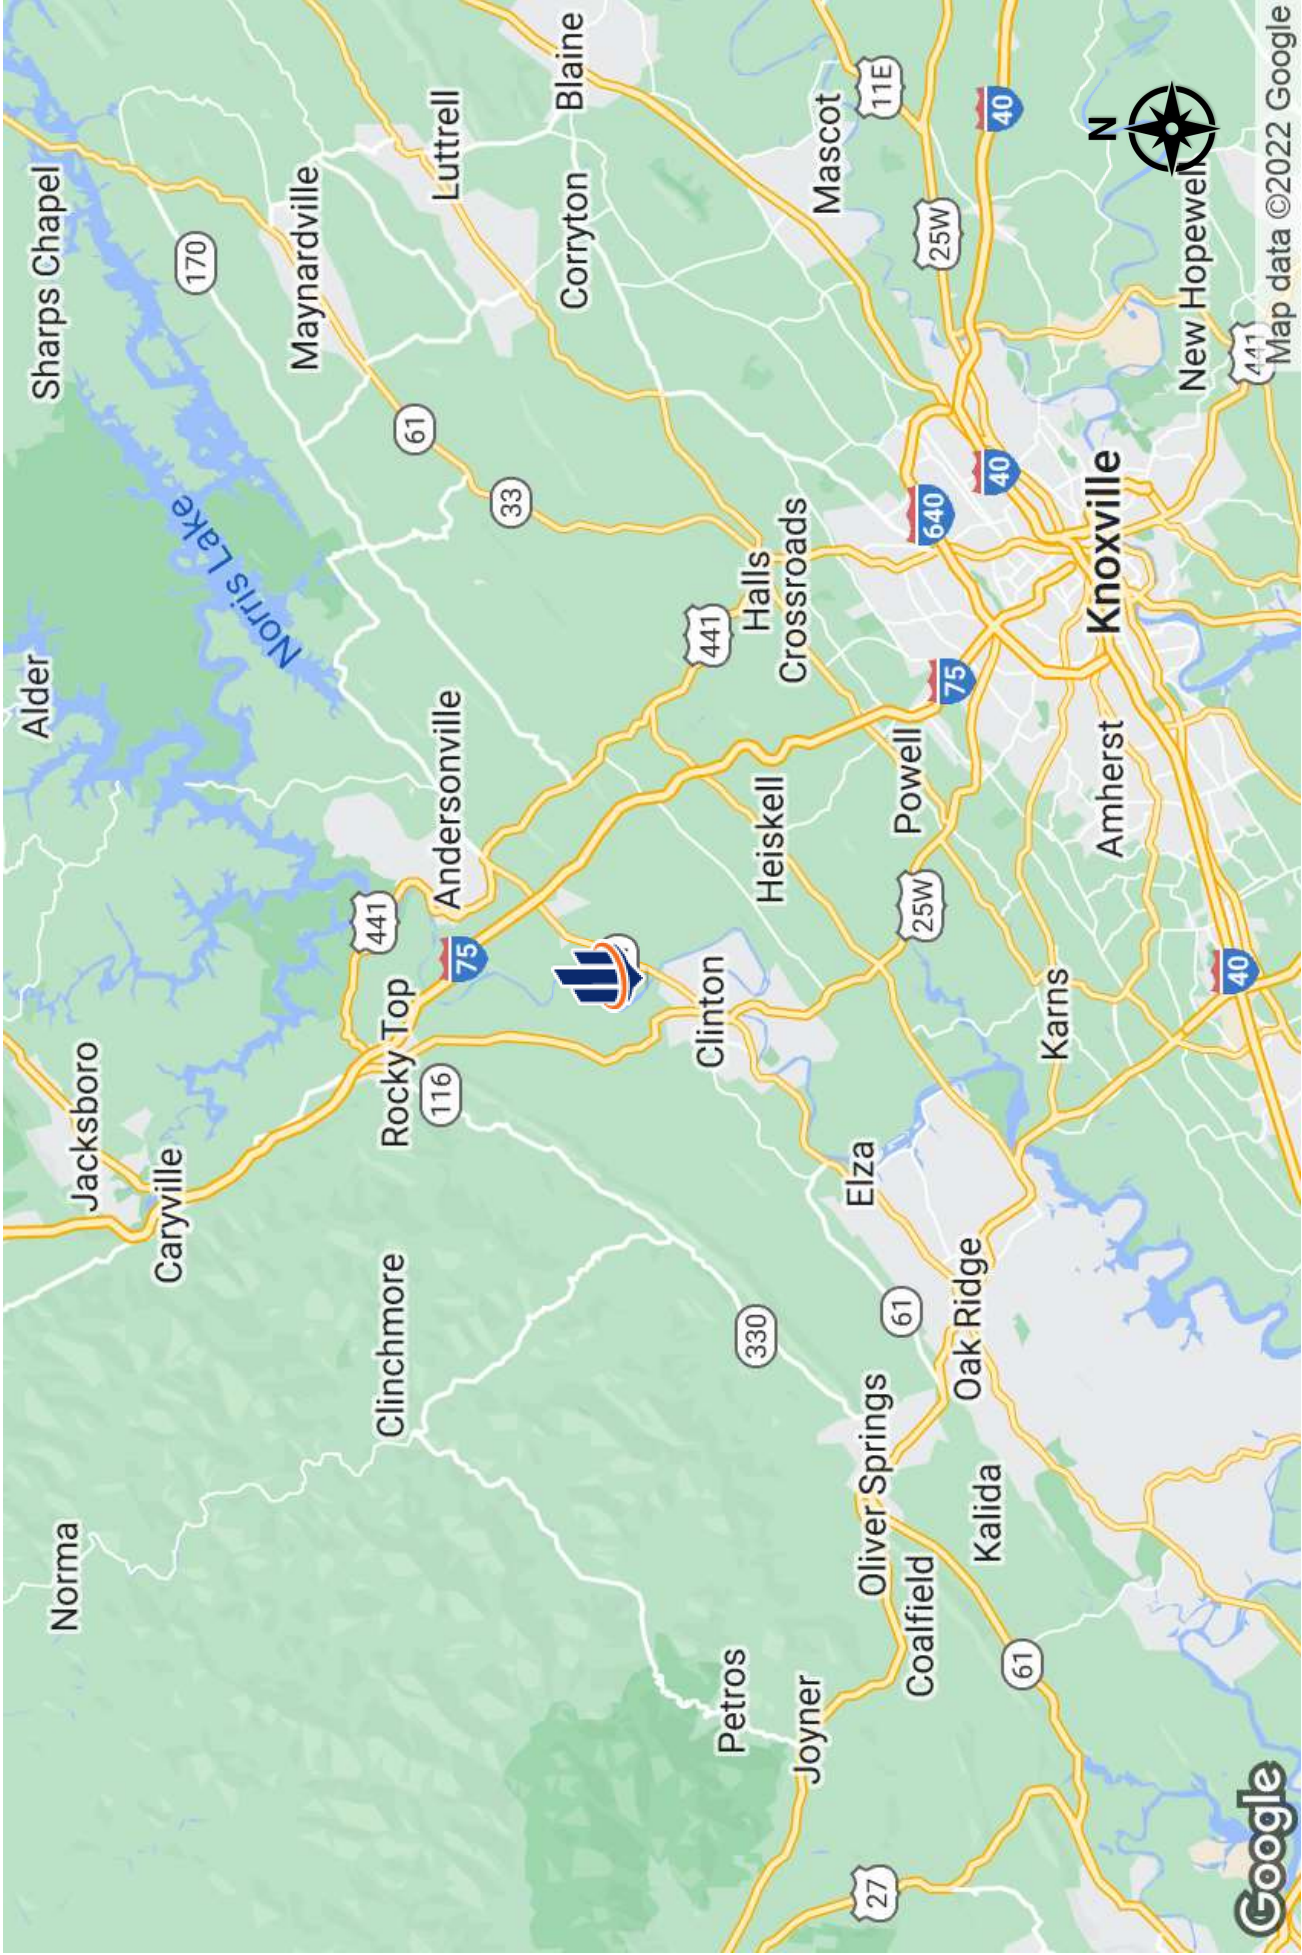 Sharps Chapel
Alder
Norma
Jacksboro
Caryville
170
Norris Lake
Maynardville
61
33
Luttrell
Blaine
Corryton
Andersonville
441
75
Rocky Top
116
Clinchmore
Clinton
Heiskell
441
Halls
Crossroads
Mascot
11E
25W
40
N
New Hopewell
441
640
40
Knoxville
75
Powell
Amherst
25W
Karns
40
Elza
61
Oak Ridge
330
Oliver Springs
Kalida
Coalfield
61
Petros
Joyner
27
Google
Map data ©2022 Google